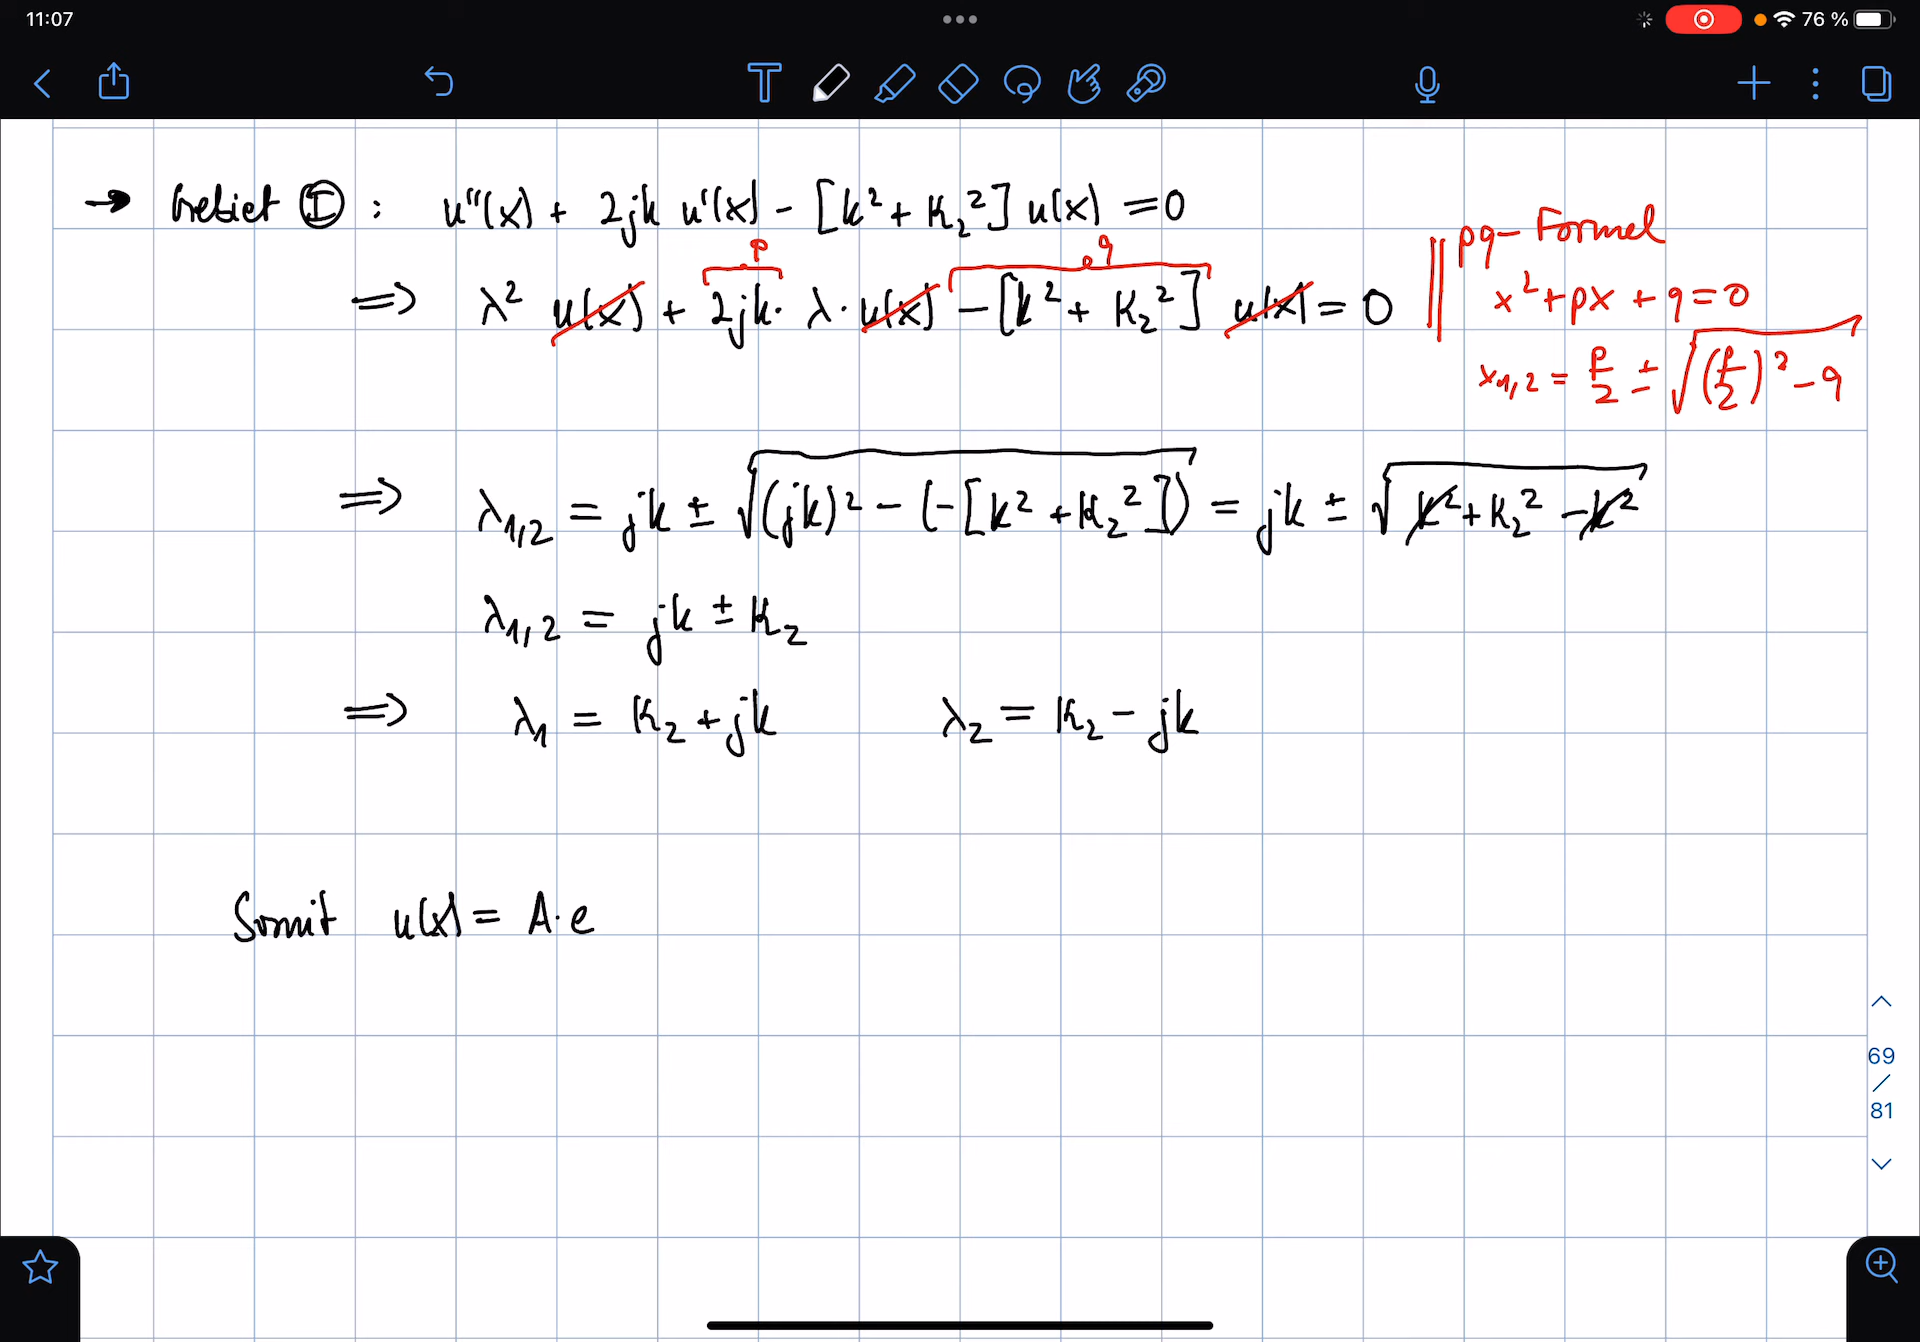 11:07
76 %
→ Gebiet Ⓘ : u''(x) + 2jk u'(x) - [k² + K₂²] u(x) = 0
p q
⇒ λ² u(x) + 2jk · λ · u(x) - [k² + K₂²] u(x) = 0
pq-Formel
x² + px + q = 0
x₁,₂ = p/2 ± √((p/2)² - q)
⇒ λ₁,₂ = jk ± √((jk)² - (-[k² + K₂²])) = jk ± √(k² + K₂² - k²)
λ₁,₂ = jk ± K₂
⇒ λ₁ = K₂ + jk λ₂ = K₂ - jk
Somit u(x) = A · e
69
/
81